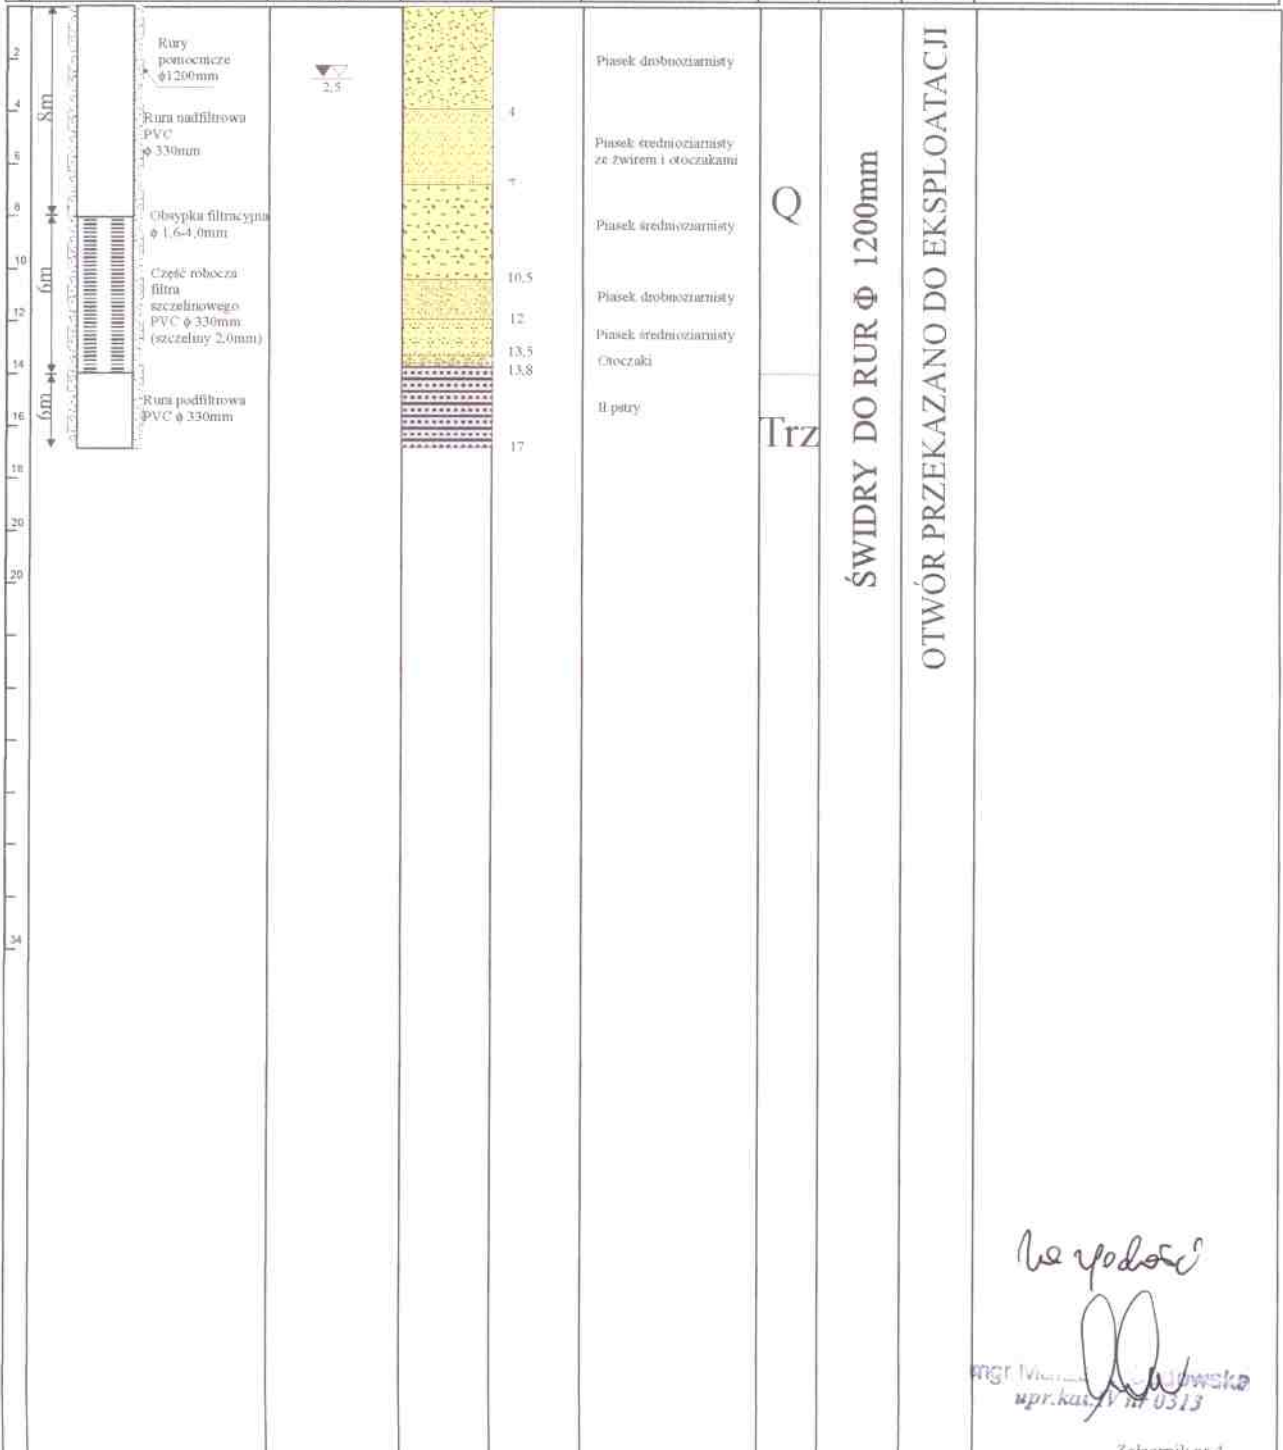 2
4
6
8
10
12
14
16
18
20
20
34
8m
6m
6m
Rury
pomocnicze
ϕ1200mm
Rura nadfiltrowa
PVC
ϕ 330mm
Obsypka filtracyjna
ϕ 1,6-4,0mm
Część robocza
filtra
szczelinowego
PVC ϕ 330mm
(szczeliny 2,0mm)
Rura podfiltrowa
PVC ϕ 330mm
2,5
4
7
10,5
12
13,5
13,8
17
Piasek drobnoziarnisty
Piasek średnioziarnisty
ze żwirem i otoczakami
Piasek średnioziarnisty
Piasek drobnoziarnisty
Piasek średnioziarnisty
Otoczaki
Ił pstry
Q
Trz
ŚWIDRY DO RUR Φ 1200mm
OTWÓR PRZEKAZANO DO EKSPLOATACJI
Za zgodność
mgr
upr.kat.IV nr 0313